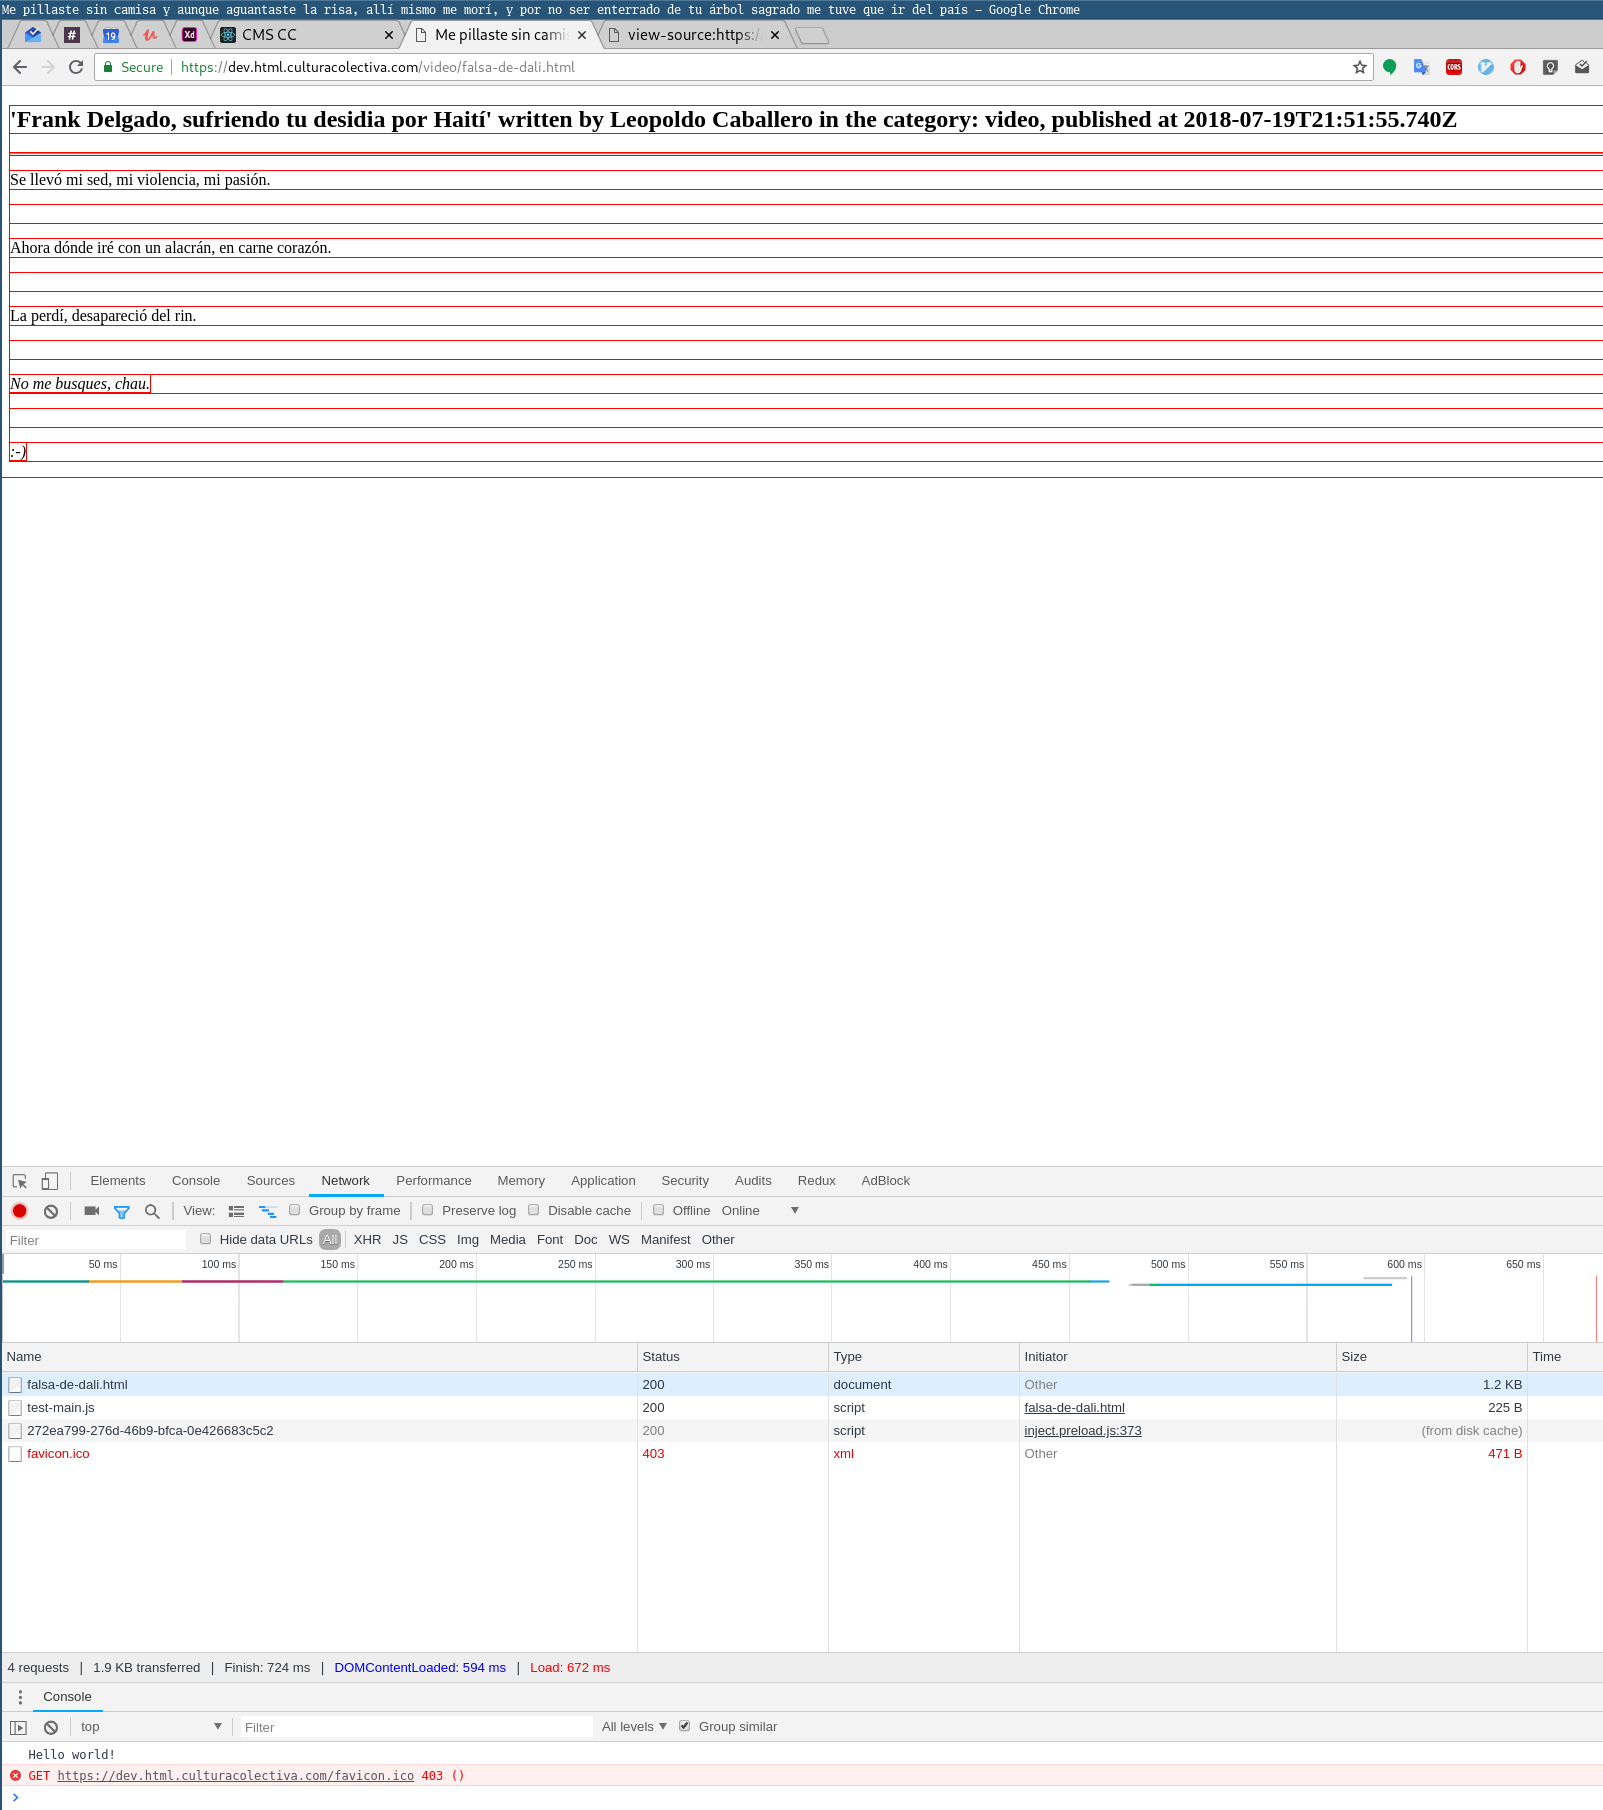 Me pillaste sin camisa y aunque aguantaste la risa, allí mismo me morí, y por no ser enterrado de tu árbol sagrado me tuve que ir del país – Google Chrome
# 19 Xd CMS CC Me pillaste sin cami view-source:https:/
Secure https://dev.html.culturacolectiva.com/video/falsa-de-dali.html CORS
'Frank Delgado, sufriendo tu desidia por Haití' written by Leopoldo Caballero in the category: video, published at 2018-07-19T21:51:55.740Z
Se llevó mi sed, mi violencia, mi pasión.
Ahora dónde iré con un alacrán, en carne corazón.
La perdí, desapareció del rin.
No me busques, chau.
:-)
Elements Console Sources Network Performance Memory Application Security Audits Redux AdBlock
View: Group by frame Preserve log Disable cache Offline Online
Filter Hide data URLs All XHR JS CSS Img Media Font Doc WS Manifest Other
50 ms 100 ms 150 ms 200 ms 250 ms 300 ms 350 ms 400 ms 450 ms 500 ms 550 ms 600 ms 650 ms
Name Status Type Initiator Size Time
falsa-de-dali.html 200 document Other 1.2 KB
test-main.js 200 script falsa-de-dali.html 225 B
272ea799-276d-46b9-bfca-0e426683c5c2 200 script inject.preload.js:373 (from disk cache)
favicon.ico 403 xml Other 471 B
4 requests | 1.9 KB transferred | Finish: 724 ms | DOMContentLoaded: 594 ms | Load: 672 ms
Console
top Filter All levels Group similar
Hello world!
GET https://dev.html.culturacolectiva.com/favicon.ico 403 ()